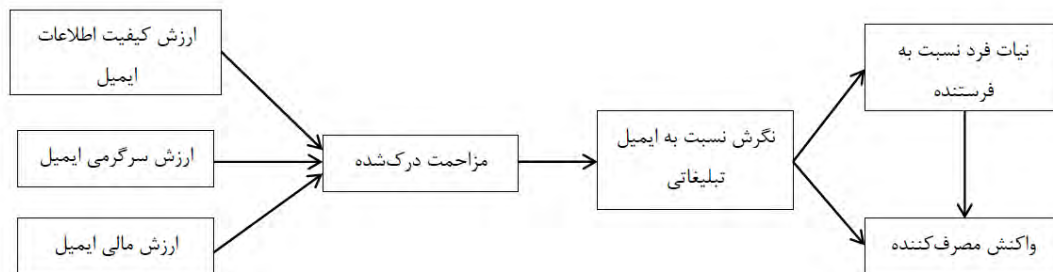 ارزش کیفیت اطلاعات
ایمیل
ارزش سرگرمی ایمیل
ارزش مالی ایمیل
مزاحمت درک‌شده
نگرش نسبت به ایمیل
تبلیغاتی
نیات فرد نسبت به
فرستنده
واکنش مصرف‌کننده